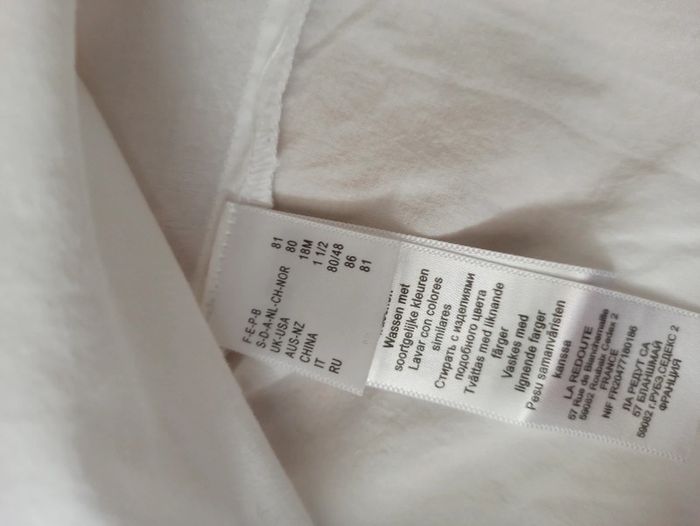 F-E-P-B 81
S-D-A-NL-CH-NOR 80
UK-USA 18M
AUS-NZ 1 1/2
CHINA 80/48
IT 86
RU 81
Wassen met
soortgelijke kleuren
Lavar con colores
similares
Стирать с изделиями
подобного цвета
Tvättas med liknande
färger
Vaskes med
lignende farger
Pesu samanväristen
kanssa
LA REDOUTE
57 Rue de Blanchemaille
59082 Roubaix Cedex 2
FRANCE
NIF FR20477180186
ЛА РЕДУТ СА
57 БЛАНШМАЙ
59082 г.РУБЭ СЕДЕКС 2
ФРАНЦИЯ